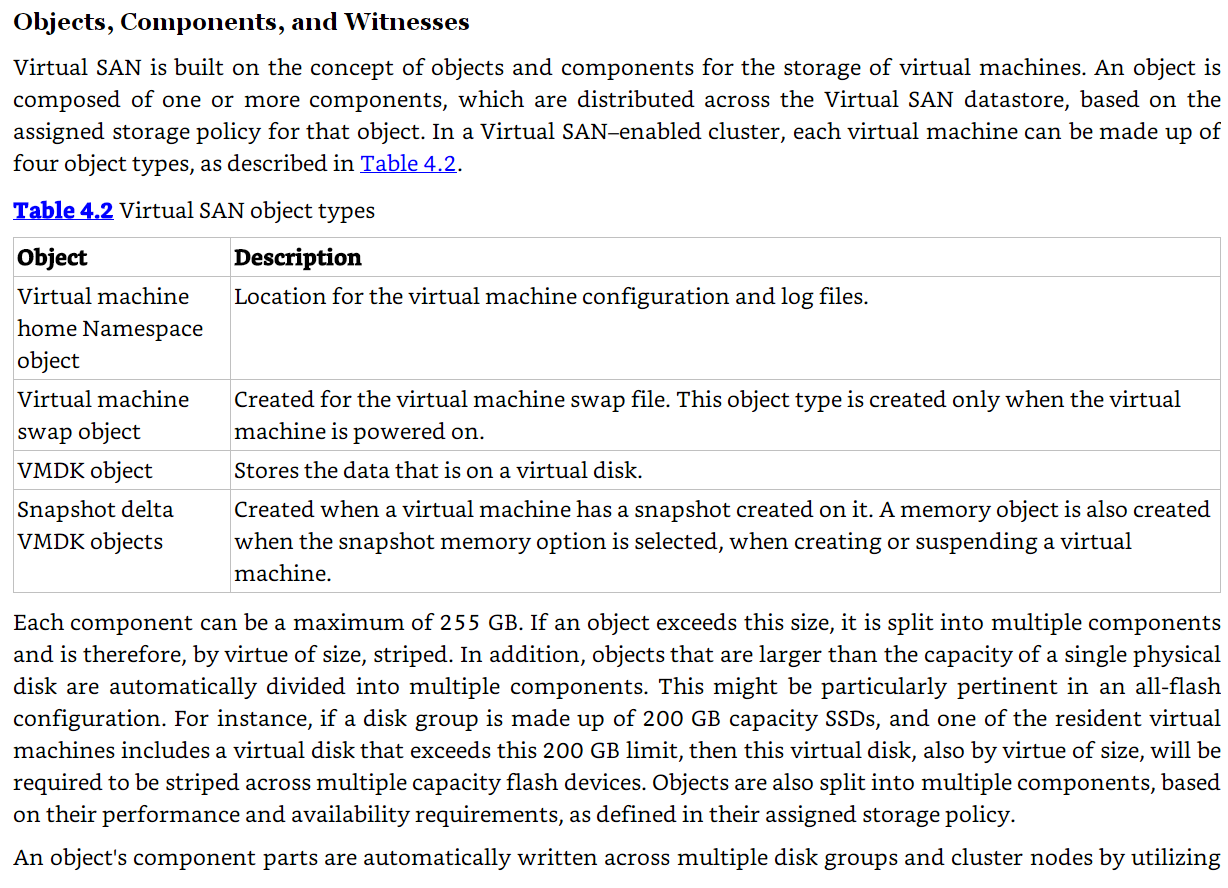 Objects, Components, and Witnesses
Virtual SAN is built on the concept of objects and components for the storage of virtual machines. An object is
composed of one or more components, which are distributed across the Virtual SAN datastore, based on the
assigned storage policy for that object. In a Virtual SAN–enabled cluster, each virtual machine can be made up of
four object types, as described in Table 4.2.
Table 4.2 Virtual SAN object types
Object
Description
Virtual machine
home Namespace
object
Location for the virtual machine configuration and log files.
Virtual machine
swap object
Created for the virtual machine swap file. This object type is created only when the virtual
machine is powered on.
VMDK object
Stores the data that is on a virtual disk.
Snapshot delta
VMDK objects
Created when a virtual machine has a snapshot created on it. A memory object is also created
when the snapshot memory option is selected, when creating or suspending a virtual
machine.
Each component can be a maximum of 255 GB. If an object exceeds this size, it is split into multiple components
and is therefore, by virtue of size, striped. In addition, objects that are larger than the capacity of a single physical
disk are automatically divided into multiple components. This might be particularly pertinent in an all-flash
configuration. For instance, if a disk group is made up of 200 GB capacity SSDs, and one of the resident virtual
machines includes a virtual disk that exceeds this 200 GB limit, then this virtual disk, also by virtue of size, will be
required to be striped across multiple capacity flash devices. Objects are also split into multiple components, based
on their performance and availability requirements, as defined in their assigned storage policy.
An object's component parts are automatically written across multiple disk groups and cluster nodes by utilizing